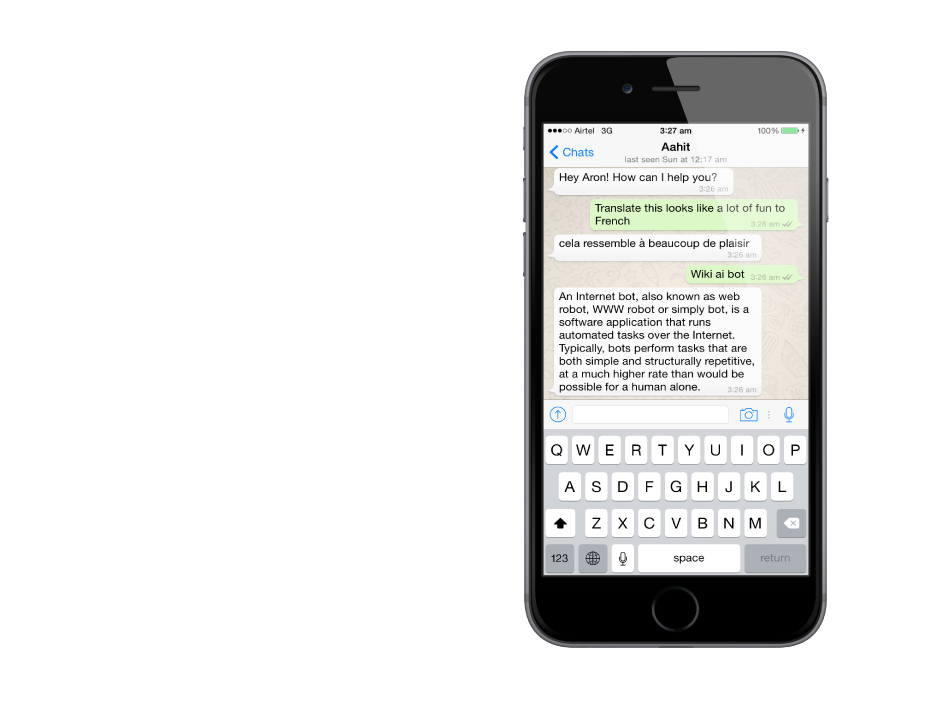 Airtel 3G 3:27 am 100%
Chats Aahit
last seen Sun at 12:17 am
Hey Aron! How can I help you?
3:26 am
Translate this looks like a lot of fun to
French
3:26 am
cela ressemble à beaucoup de plaisir
3:26 am
Wiki ai bot 3:26 am
An Internet bot, also known as web
robot, WWW robot or simply bot, is a
software application that runs
automated tasks over the Internet.
Typically, bots perform tasks that are
both simple and structurally repetitive,
at a much higher rate than would be
possible for a human alone.
3:26 am
Q W E R T Y U I O P
A S D F G H J K L
Z X C V B N M
123 space return